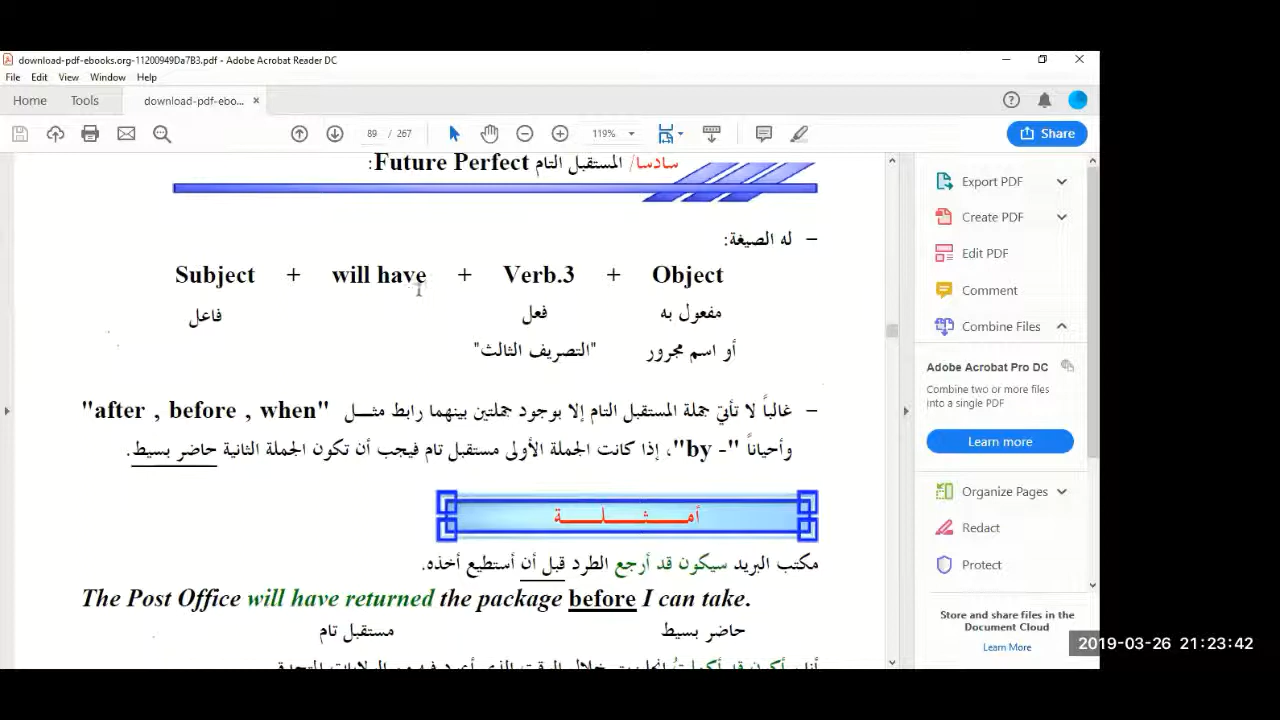 download-pdf-ebooks.org-11200949Da7B3.pdf - Adobe Acrobat Reader DC
File Edit View Window Help
Home Tools download-pdf-ebo... ×
89 / 267 119% Share
سادسا/ المستقبل التام Future Perfect:
– له الصيغة:
Subject + will have + Verb.3 + Object
فاعل فعل مفعول به
"التصريف الثالث" أو اسم مجرور
– غالباً لا تأتي جملة المستقبل التام إلا بوجود جملتين بينهما رابط مثـــل "after , before , when"
وأحياناً "by -"، إذا كانت الجملة الأولى مستقبل تام فيجب أن تكون الجملة الثانية حاضر بسيط.
أمـــثـــلـــة
مكتب البريد سيكون قد أرجع الطرد قبل أن أستطيع أخذه.
The Post Office will have returned the package before I can take.
مستقبل تام حاضر بسيط
Export PDF
Create PDF
Edit PDF
Comment
Combine Files
Adobe Acrobat Pro DC
Combine two or more files
into a single PDF
Learn more
Organize Pages
Redact
Protect
Store and share files in the
Document Cloud
Learn More
2019-03-26 21:23:42